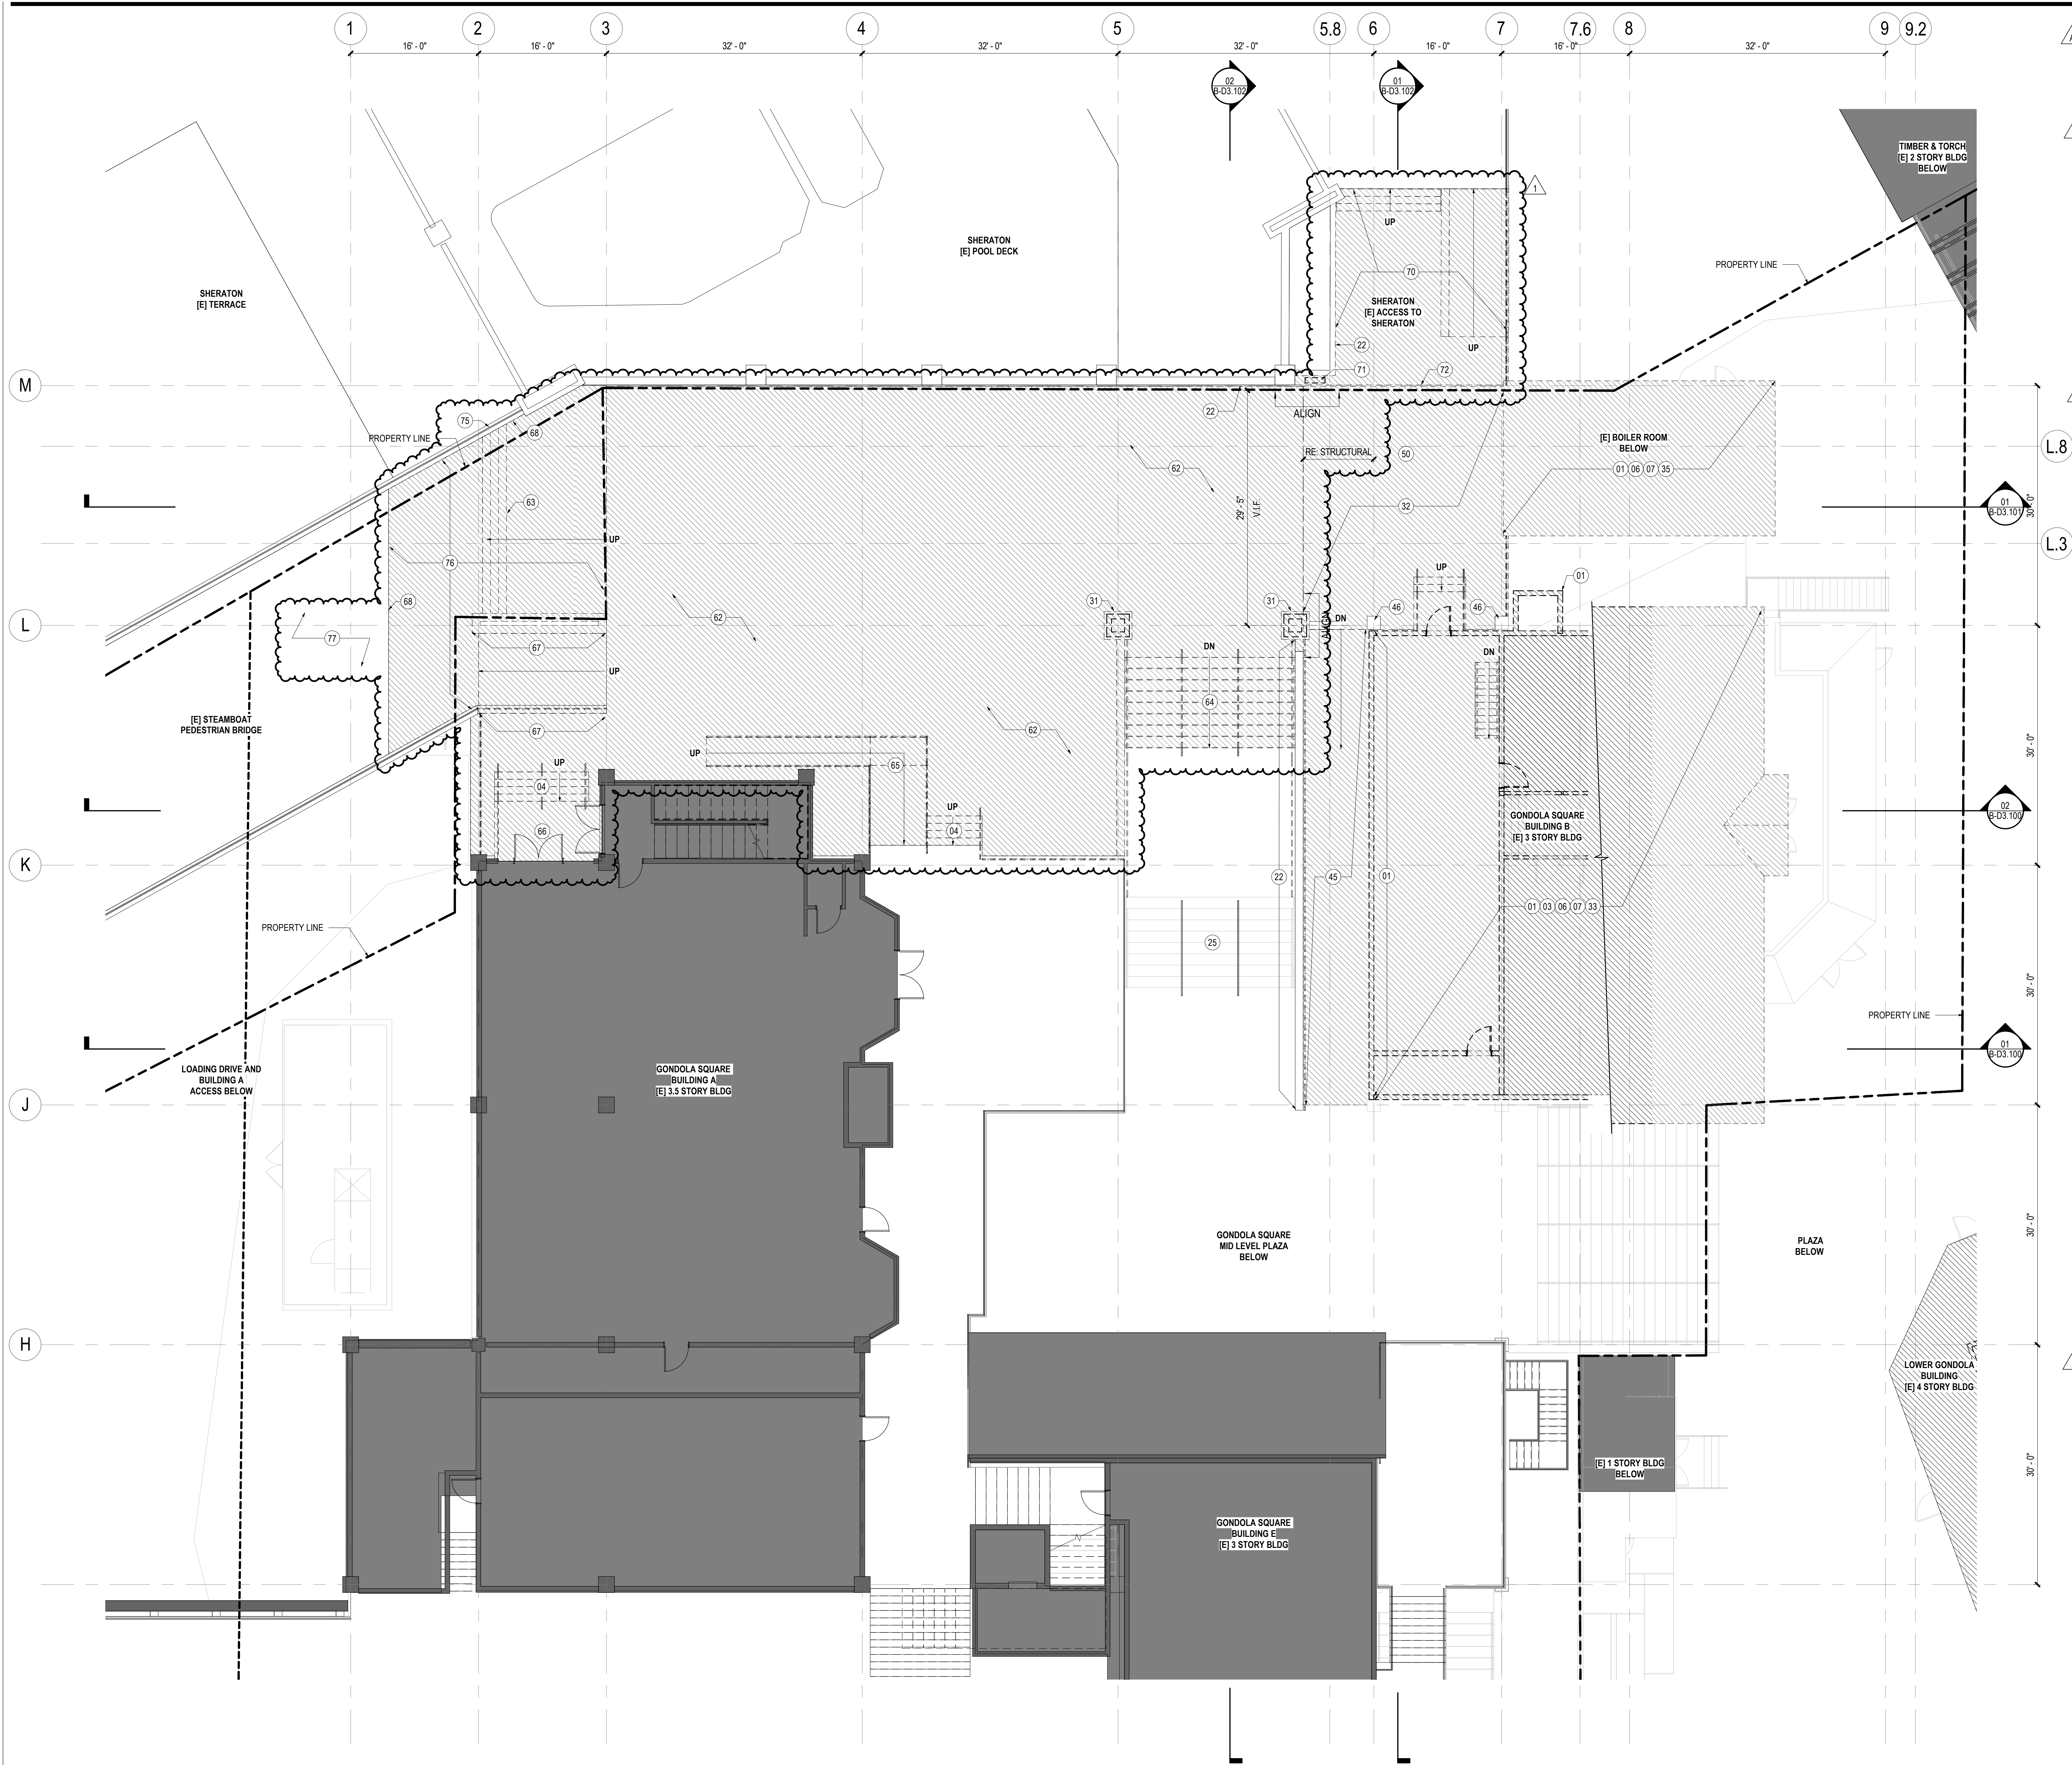 1
2
3
4
5
5.8
6
7
7.6
8
9
9.2
16' - 0"
16' - 0"
32' - 0"
32' - 0"
32' - 0"
16' - 0"
16' - 0"
32' - 0"
02
B-D3.102
01
B-D3.102
TIMBER & TORCH
[E] 2 STORY BLDG
BELOW
1
UP
SHERATON
[E] POOL DECK
PROPERTY LINE
70
SHERATON
[E] TERRACE
SHERATON
[E] ACCESS TO
SHERATON
22
UP
71
72
M
22
ALIGN
75
68
PROPERTY LINE
[E] BOILER ROOM
BELOW
L.8
RE: STRUCTURAL
50
62
01 06 07 35
63
29' - 5"
V.I.F.
32
01
B-D3.101
30' - 0"
UP
L.3
76
UP
01
68
31
31
46
46
L
62
ALIGN
DN
77
67
DN
DN
UP
64
[E] STEAMBOAT
PEDESTRIAN BRIDGE
67
62
UP
65
30' - 0"
UP
04
UP
04
02
B-D3.100
66
GONDOLA SQUARE
BUILDING B
[E] 3 STORY BLDG
K
22
45
01
01 03 06 07 33
PROPERTY LINE
25
30' - 0"
PROPERTY LINE
01
B-D3.100
LOADING DRIVE AND
BUILDING A
ACCESS BELOW
GONDOLA SQUARE
BUILDING A
[E] 3.5 STORY BLDG
J
GONDOLA SQUARE
MID LEVEL PLAZA
BELOW
PLAZA
BELOW
30' - 0"
H
LOWER GONDOLA
BUILDING
[E] 4 STORY BLDG
[E] 1 STORY BLDG
BELOW
30' - 0"
GONDOLA SQUARE
BUILDING E
[E] 3 STORY BLDG